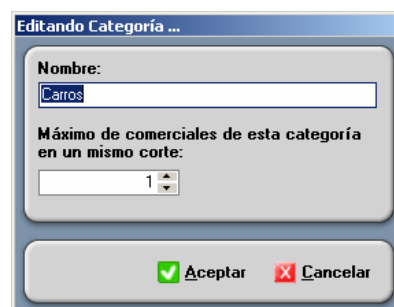 Editando Categoría ...
Nombre:
Carros
Máximo de comerciales de esta categoría
en un mismo corte:
1
Aceptar Cancelar